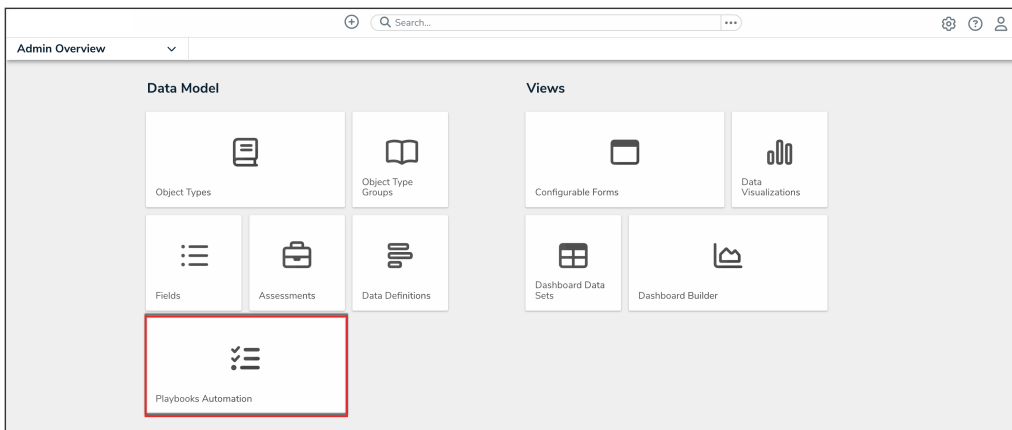 Search...
Admin Overview
Data Model
Object Types
Object Type
Groups
Fields
Assessments
Data Definitions
Playbooks Automation
Views
Configurable Forms
Data
Visualizations
Dashboard Data
Sets
Dashboard Builder